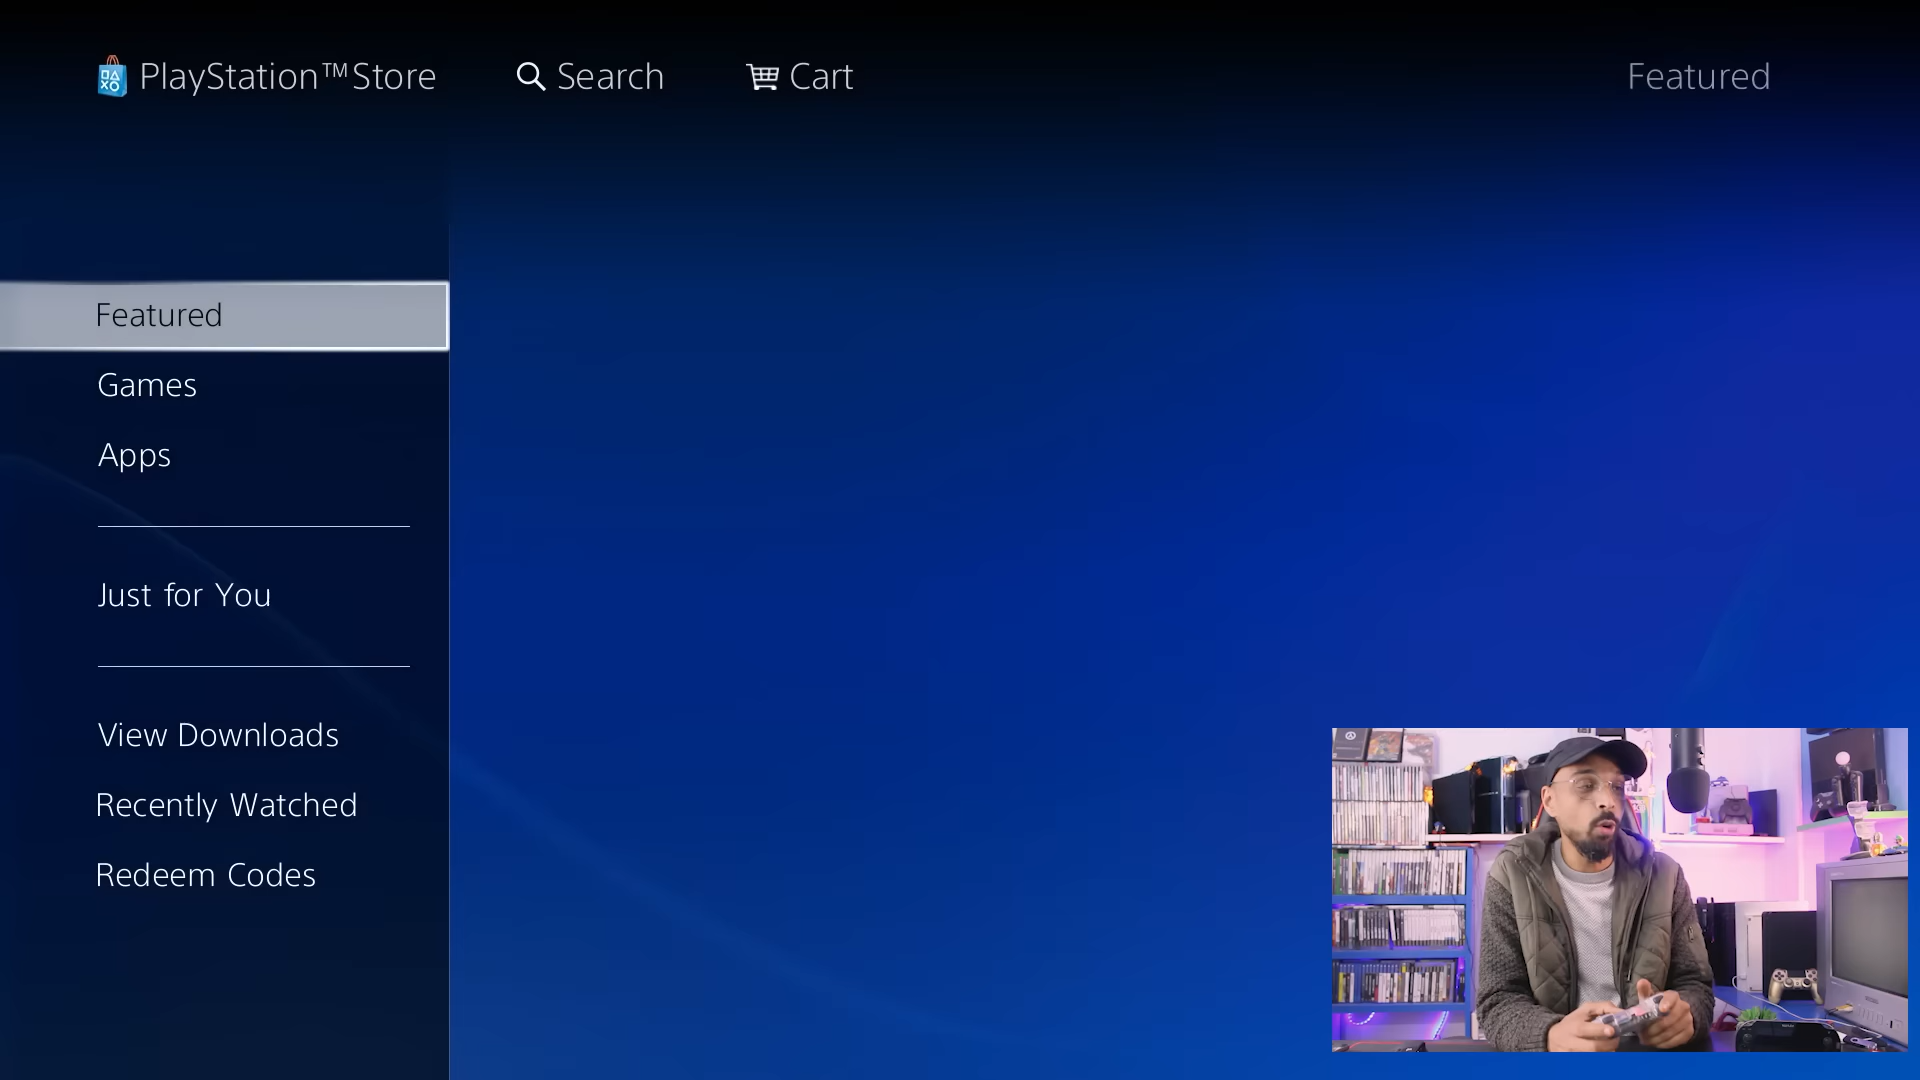 PlayStation™Store
Search
Cart
Featured
Featured
Games
Apps
Just for You
View Downloads
Recently Watched
Redeem Codes